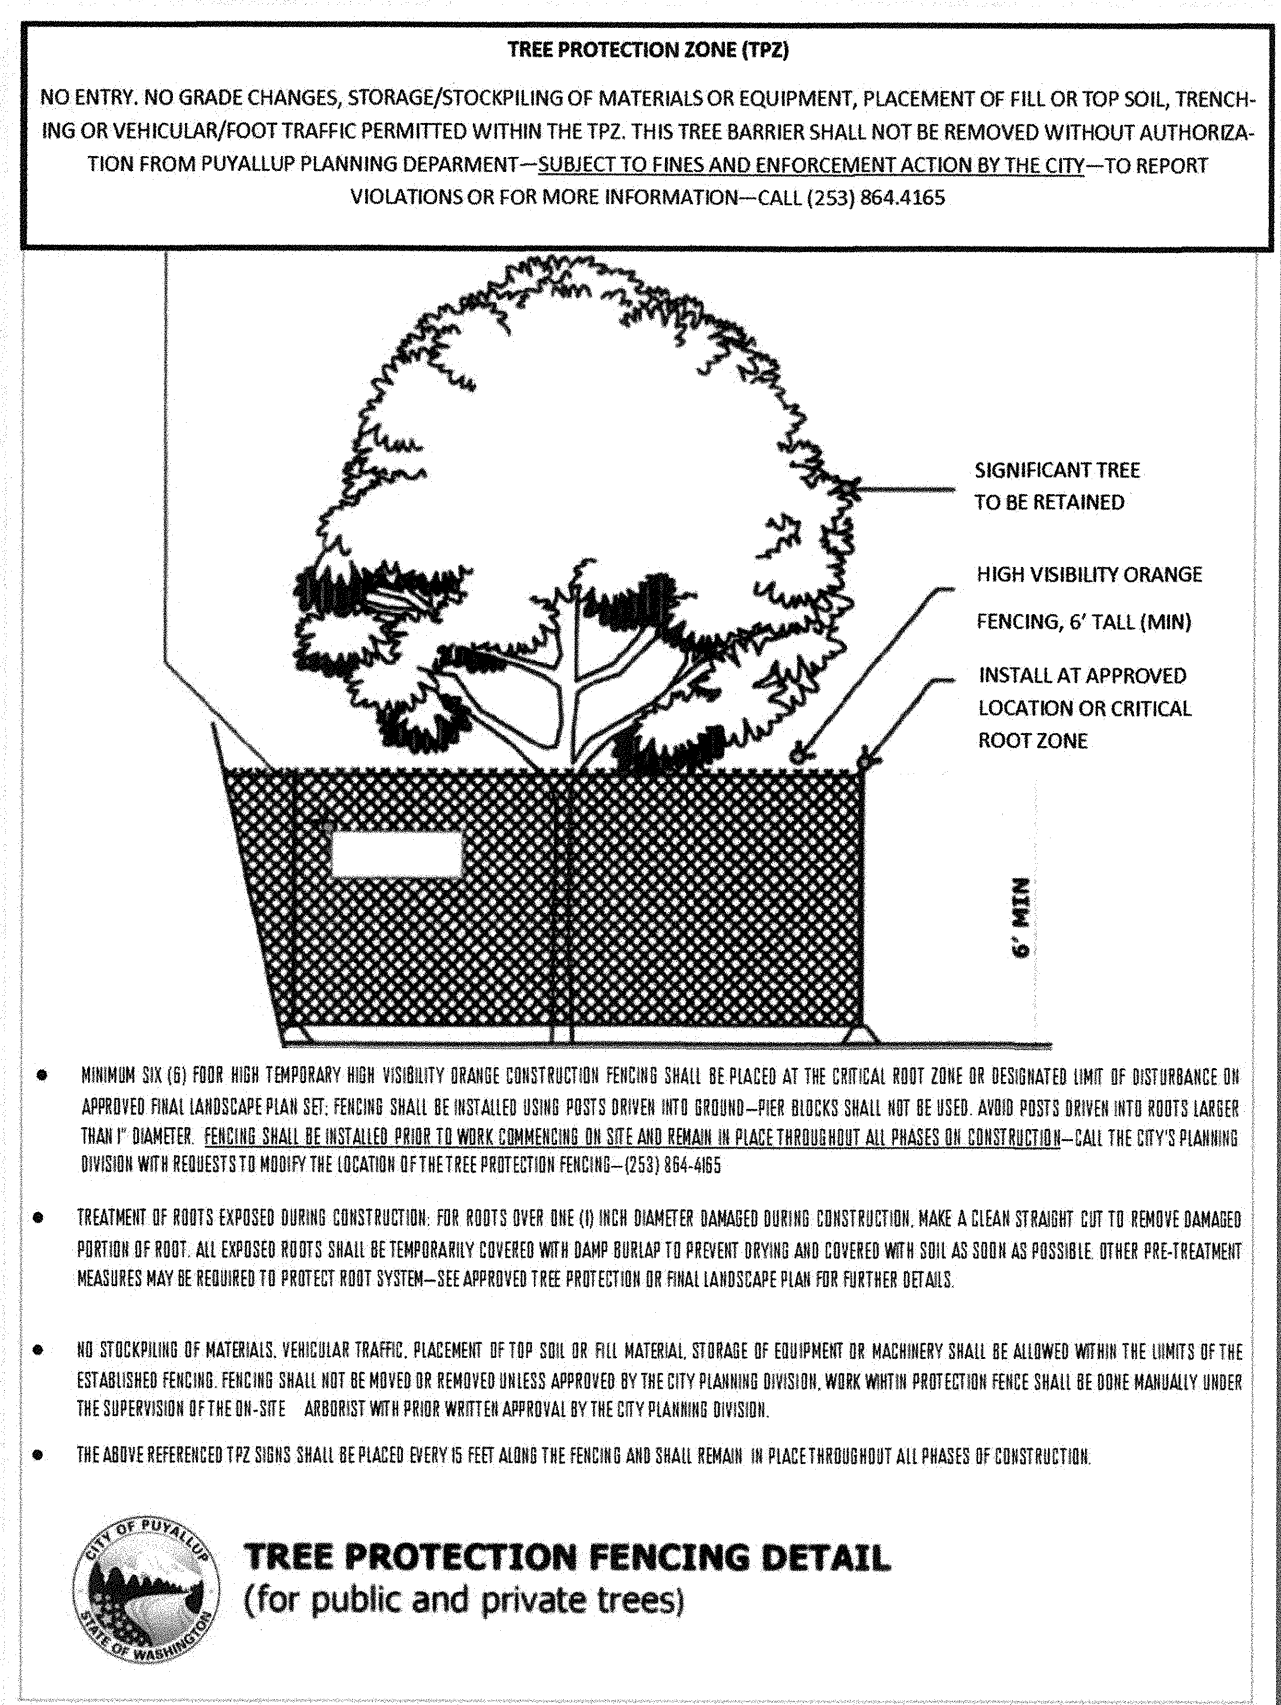 TREE PROTECTION ZONE (TPZ)
NO ENTRY. NO GRADE CHANGES, STORAGE/STOCKPILING OF MATERIALS OR EQUIPMENT, PLACEMENT OF FILL OR TOP SOIL, TRENCH-
ING OR VEHICULAR/FOOT TRAFFIC PERMITTED WITHIN THE TPZ. THIS TREE BARRIER SHALL NOT BE REMOVED WITHOUT AUTHORIZA-
TION FROM PUYALLUP PLANNING DEPARMENT—SUBJECT TO FINES AND ENFORCEMENT ACTION BY THE CITY—TO REPORT
VIOLATIONS OR FOR MORE INFORMATION—CALL (253) 864.4165
SIGNIFICANT TREE
TO BE RETAINED
HIGH VISIBILITY ORANGE
FENCING, 6' TALL (MIN)
INSTALL AT APPROVED
LOCATION OR CRITICAL
ROOT ZONE
6' MIN
• MINIMUM SIX (6) FOOR HIGH TEMPORARY HIGH VISIBILITY ORANGE CONSTRUCTION FENCING SHALL BE PLACED AT THE CRITICAL ROOT ZONE OR DESIGNATED LIMIT OF DISTURBANCE ON
APPROVED FINAL LANDSCAPE PLAN SET; FENCING SHALL BE INSTALLED USING POSTS DRIVEN INTO GROUND—PIER BLOCKS SHALL NOT BE USED. AVOID POSTS DRIVEN INTO ROOTS LARGER
THAN 1" DIAMETER. FENCING SHALL BE INSTALLED PRIOR TO WORK COMMENCING ON SITE AND REMAIN IN PLACE THROUGHOUT ALL PHASES ON CONSTRUCTION—CALL THE CITY'S PLANNING
DIVISION WITH REQUESTS TO MODIFY THE LOCATION OF THE TREE PROTECTION FENCING—(253) 864-4165
• TREATMENT OF ROOTS EXPOSED DURING CONSTRUCTION: FOR ROOTS OVER ONE (1) INCH DIAMETER DAMAGED DURING CONSTRUCTION, MAKE A CLEAN STRAIGHT CUT TO REMOVE DAMAGED
PORTION OF ROOT. ALL EXPOSED ROOTS SHALL BE TEMPORARILY COVERED WITH DAMP BURLAP TO PREVENT DRYING AND COVERED WITH SOIL AS SOON AS POSSIBLE. OTHER PRE-TREATMENT
MEASURES MAY BE REQUIRED TO PROTECT ROOT SYSTEM—SEE APPROVED TREE PROTECTION OR FINAL LANDSCAPE PLAN FOR FURTHER DETAILS.
• NO STOCKPILING OF MATERIALS, VEHICULAR TRAFFIC, PLACEMENT OF TOP SOIL OR FILL MATERIAL, STORAGE OF EQUIPMENT OR MACHINERY SHALL BE ALLOWED WITHIN THE LIIMITS OF THE
ESTABLISHED FENCING. FENCING SHALL NOT BE MOVED OR REMOVED UNLESS APPROVED BY THE CITY PLANNING DIVISION, WORK WIHTIN PROTECTION FENCE SHALL BE DONE MANUALLY UNDER
THE SUPERVISION OF THE ON-SITE ARBORIST WITH PRIOR WRITTEN APPROVAL BY THE CITY PLANNING DIVISION.
• THE ABOVE REFERENCED TPZ SIGNS SHALL BE PLACED EVERY 15 FEET ALONG THE FENCING AND SHALL REMAIN IN PLACE THROUGHOUT ALL PHASES OF CONSTRUCTION.
CITY OF PUYALLUP
STATE OF WASHINGTON
TREE PROTECTION FENCING DETAIL
(for public and private trees)